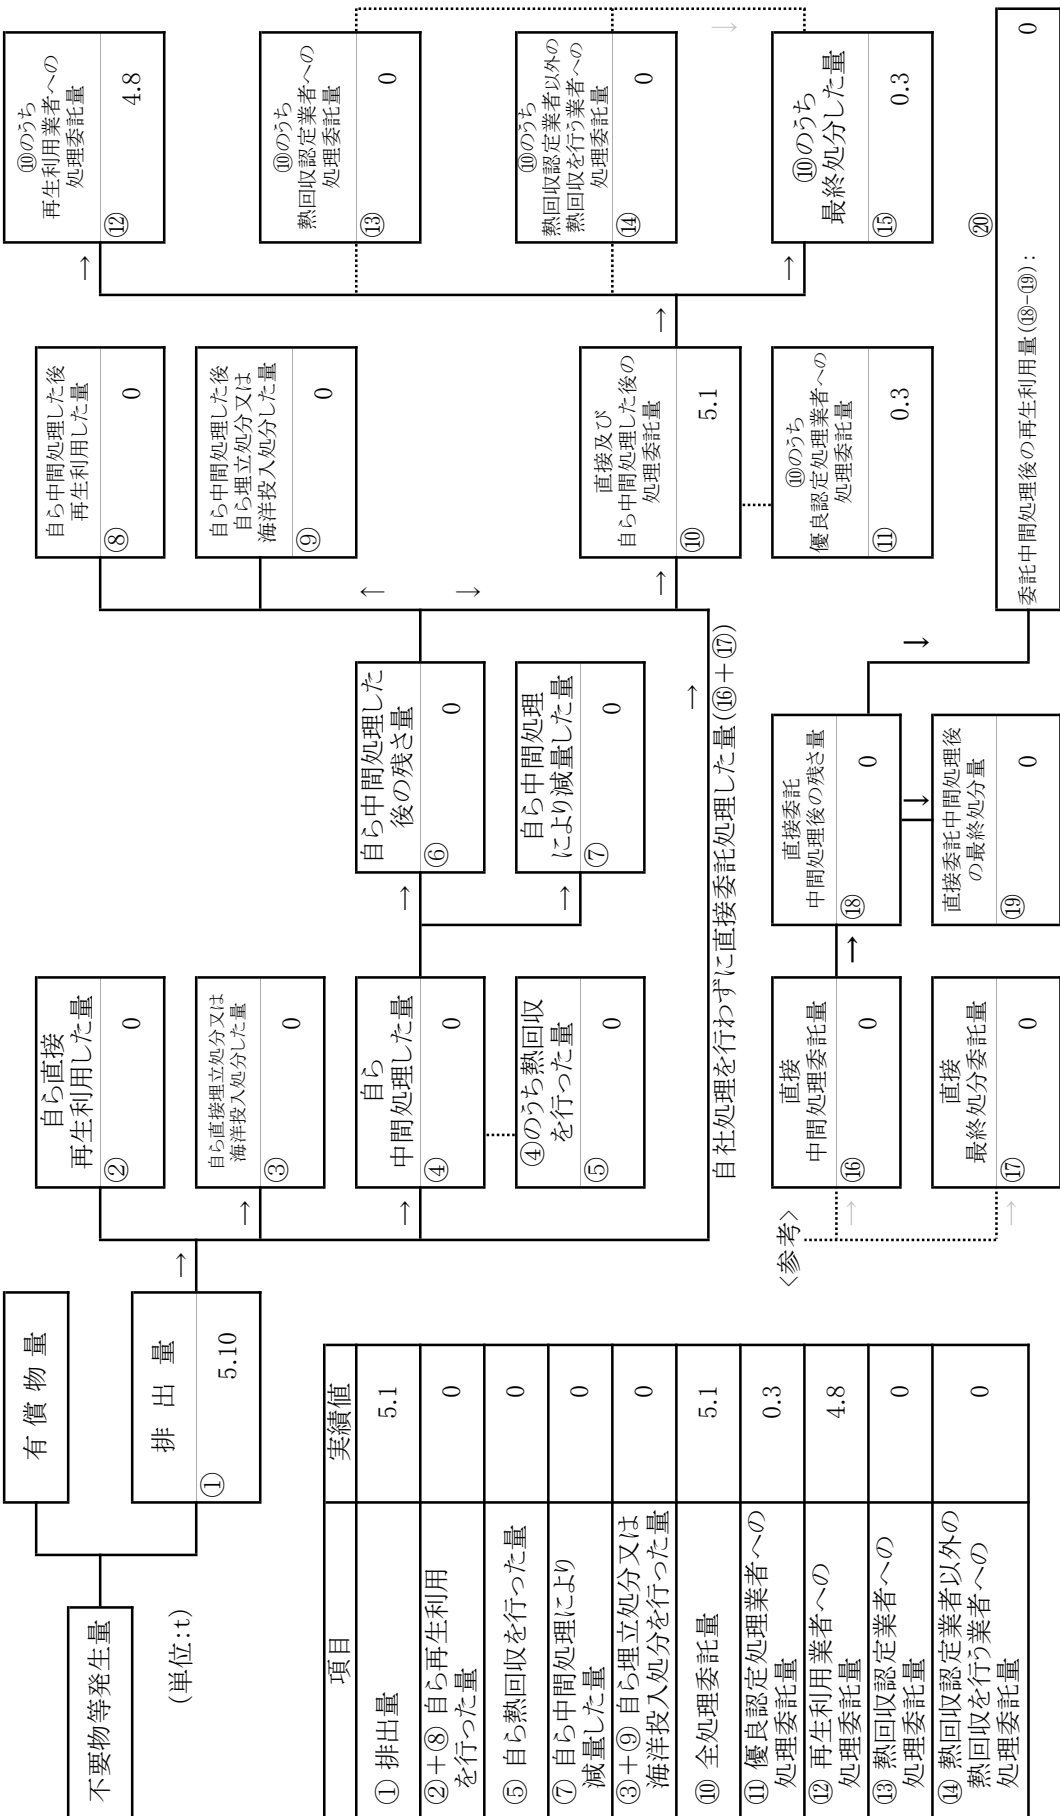 不要物等発生量
(単位:t)
有 償 物 量
排 出 量
①
5.10
自ら直接
再生利用した量
②
0
自ら直接埋立処分又は
海洋投入処分した量
③
0
自ら
中間処理した量
④
0
④のうち熱回収
を行った量
⑤
0
自ら中間処理した
後の残さ量
⑥
0
自ら中間処理
により減量した量
⑦
0
自ら中間処理した後
再生利用した量
⑧
0
自ら中間処理した後
自ら埋立処分又は
海洋投入処分した量
⑨
0
直接及び
自ら中間処理した後の
処理委託量
⑩
5.1
⑩のうち
優良認定処理業者への
処理委託量
⑪
0.3
⑩のうち
再生利用業者への
処理委託量
⑫
4.8
⑩のうち
熱回収認定業者への
処理委託量
⑬
0
⑩のうち
熱回収認定業者以外の
熱回収を行う業者への
処理委託量
⑭
0
⑩のうち
最終処分した量
⑮
0.3
自社処理を行わずに直接委託処理した量(⑯+⑰)
<参考>
直接
中間処理委託量
⑯
0
直接
最終処分委託量
⑰
0
直接委託
中間処理後の残さ量
⑱
0
直接委託中間処理後
の最終処分量
⑲
0
⑳
委託中間処理後の再生利用量(⑱-⑲):
0
項目
実績値
① 排出量
5.1
②+⑧ 自ら再生利用
を行った量
0
⑤ 自ら熱回収を行った量
0
⑦ 自ら中間処理により
減量した量
0
③+⑨ 自ら埋立処分又は
海洋投入処分を行った量
0
⑩ 全処理委託量
5.1
⑪ 優良認定処理業者への
処理委託量
0.3
⑫ 再生利用業者への
処理委託量
4.8
⑬ 熱回収認定業者への
処理委託量
0
⑭ 熱回収認定業者以外の
熱回収を行う業者への
処理委託量
0